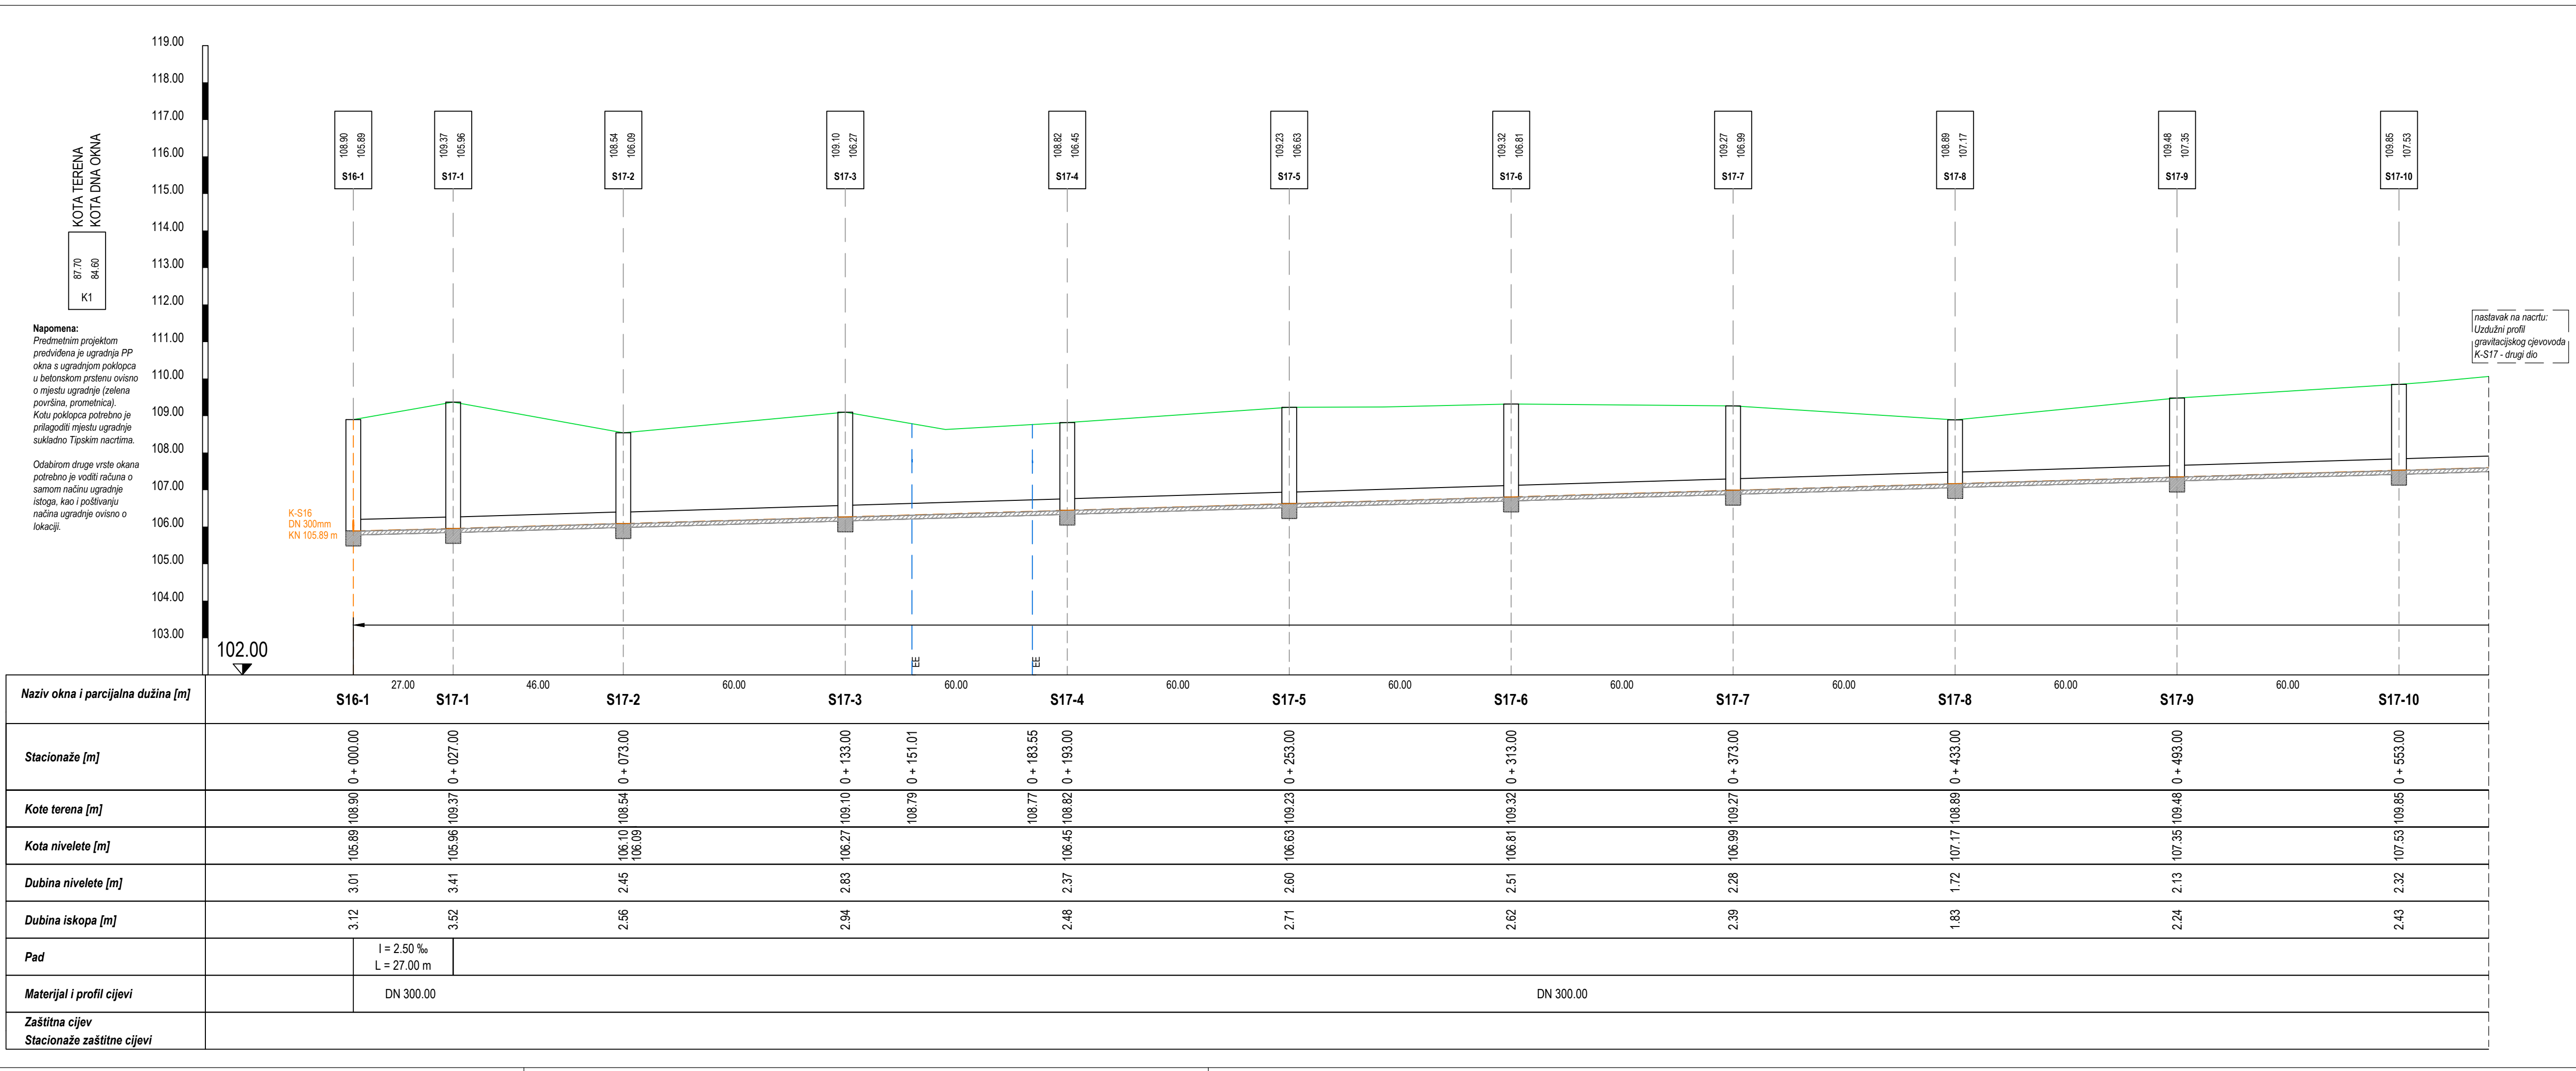 119.00
118.00
117.00
116.00
115.00
114.00
113.00
112.00
111.00
110.00
109.00
108.00
107.00
106.00
105.00
104.00
103.00
102.00
KOTA TERENA
KOTA DNA OKNA
87.70
84.60
K1
Napomena:
Predmetnim projektom
predviđena je ugradnja PP
okna s ugradnjom poklopca
u betonskom prstenu ovisno
o mjestu ugradnje (zelena
površina, prometnica).
Kotu poklopca potrebno je
prilagoditi mjestu ugradnje
sukladno Tipskim nacrtima.
Odabirom druge vrste okana
potrebno je voditi računa o
samom načinu ugradnje
istoga, kao i poštivanju
načina ugradnje ovisno o
lokaciji.
108.90
105.89
S16-1
109.37
105.96
S17-1
108.54
106.09
S17-2
109.10
106.27
S17-3
108.82
106.45
S17-4
109.23
106.63
S17-5
109.32
106.81
S17-6
109.27
106.99
S17-7
108.89
107.17
S17-8
109.48
107.35
S17-9
109.85
107.53
S17-10
nastavak na nacrtu:
Uzdužni profil
gravitacijskog cjevovoda
K-S17 - drugi dio
K-S16
DN 300mm
KN 105.89 m
EE
EE
Naziv okna i parcijalna dužina [m]
27.00 46.00 60.00 60.00 60.00 60.00 60.00 60.00 60.00 60.00
S16-1 S17-1 S17-2 S17-3 S17-4 S17-5 S17-6 S17-7 S17-8 S17-9 S17-10
Stacionaže [m]
0 + 000.00
0 + 027.00
0 + 073.00
0 + 133.00
0 + 151.01
0 + 183.55
0 + 193.00
0 + 253.00
0 + 313.00
0 + 373.00
0 + 433.00
0 + 493.00
0 + 553.00
Kote terena [m]
108.90
109.37
108.54
109.10
108.79
108.77
108.82
109.23
109.32
109.27
108.89
109.48
109.85
Kota nivelete [m]
105.89
105.96
106.10
106.09
106.27
106.45
106.63
106.81
106.99
107.17
107.35
107.53
Dubina nivelete [m]
3.01
3.41
2.45
2.83
2.37
2.60
2.51
2.28
1.72
2.13
2.32
Dubina iskopa [m]
3.12
3.52
2.56
2.94
2.48
2.71
2.62
2.39
1.83
2.24
2.43
Pad
I = 2.50 ‰
L = 27.00 m
Materijal i profil cijevi
DN 300.00 DN 300.00
Zaštitna cijev
Stacionaže zaštitne cijevi